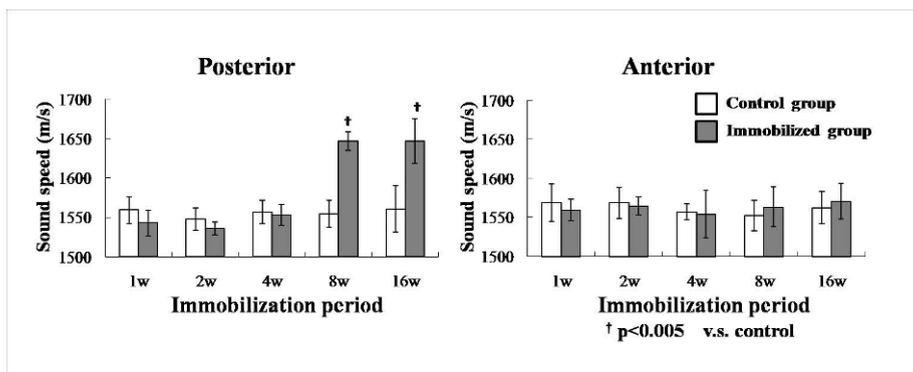 Posterior
1700
1650
1600
1550
1500
Sound speed (m/s)
†
†
1w 2w 4w 8w 16w
Immobilization period
Anterior
1700
1650
1600
1550
1500
Sound speed (m/s)
Control group
Immobilized group
1w 2w 4w 8w 16w
Immobilization period
† p<0.005 v.s. control